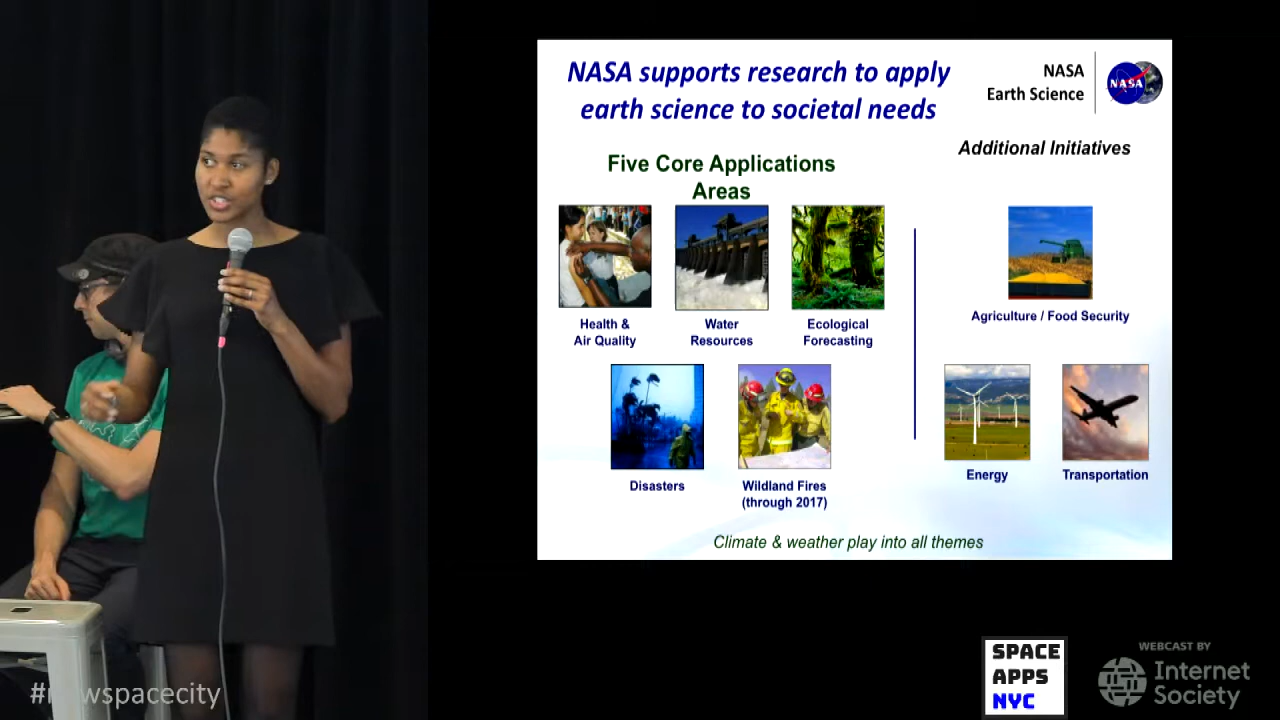 NASA supports research to apply
earth science to societal needs
NASA
Earth Science
NASA
Five Core Applications
Areas
Additional Initiatives
Health &
Air Quality
Water
Resources
Ecological
Forecasting
Agriculture / Food Security
Disasters
Wildland Fires
(through 2017)
Energy
Transportation
Climate & weather play into all themes
SPACE
APPS
NYC
WEBCAST BY
Internet
Society